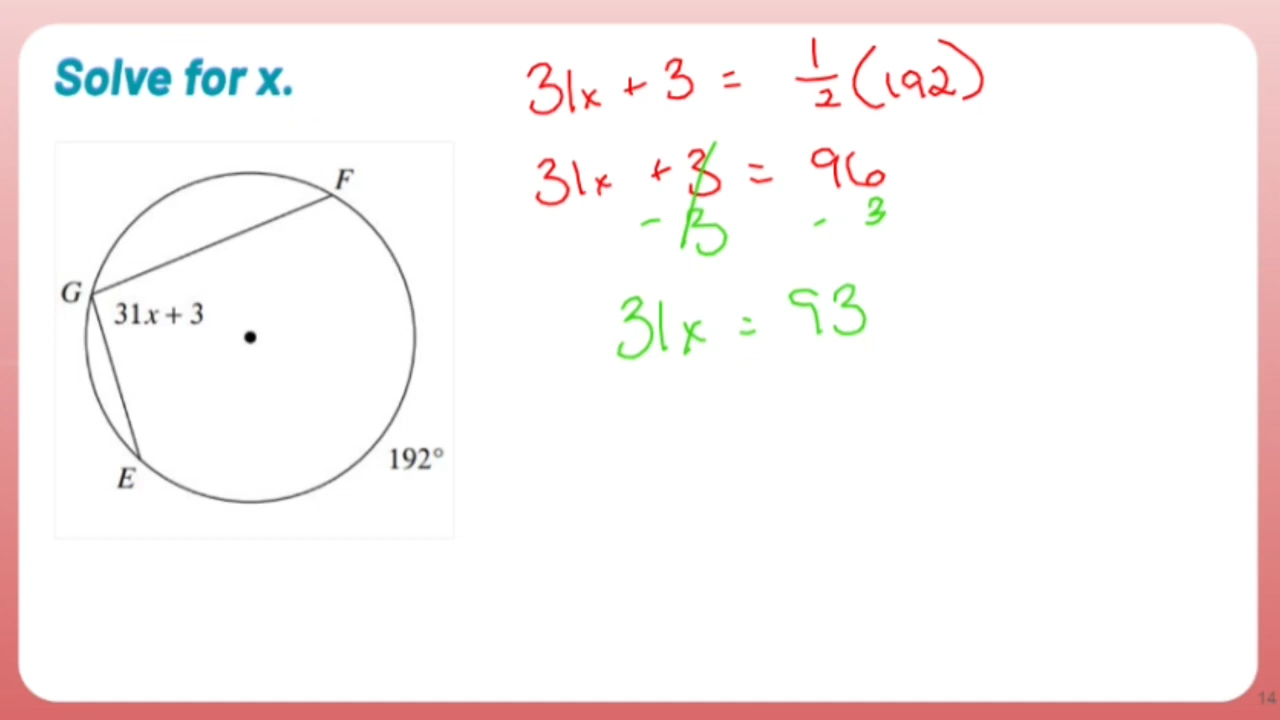 Solve for x.
31x + 3 = 1/2 (192)
31x + 3 = 96
- 3 - 3
31x = 93
F
G
31x + 3
E
192°
14